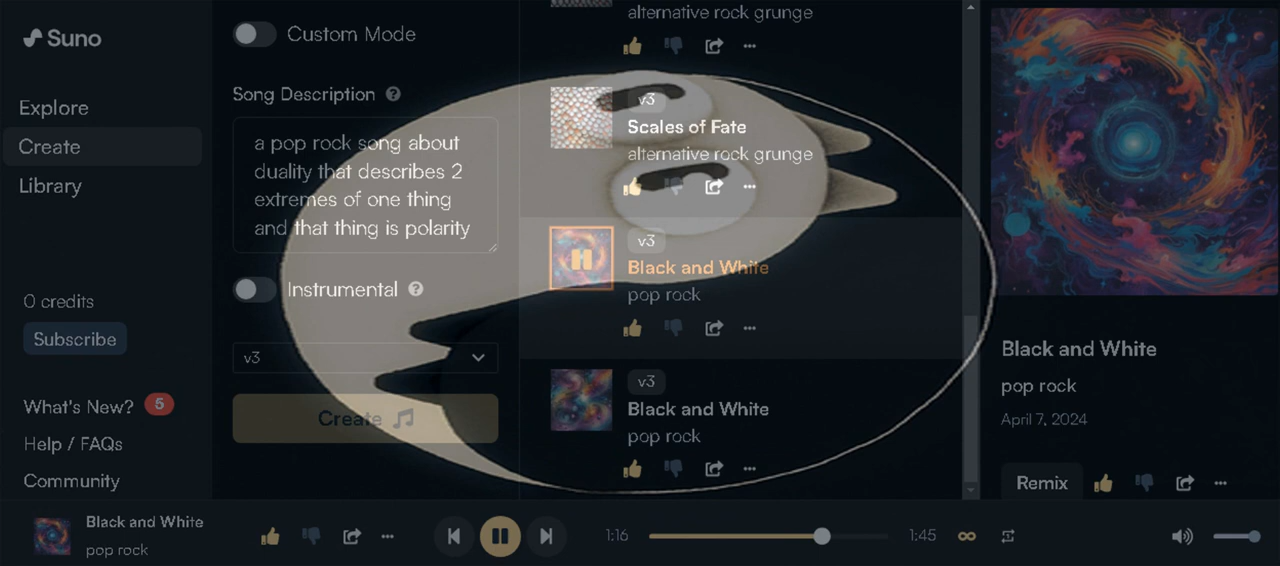 Suno
Explore
Create
Library
0 credits
Subscribe
What's New? 5
Help / FAQs
Community
Custom Mode
Song Description
a pop rock song about
duality that describes 2
extremes of one thing
and that thing is polarity
Instrumental
v3
Create
alternative rock grunge
v3
Scales of Fate
alternative rock grunge
v3
Black and White
pop rock
v3
Black and White
pop rock
Black and White
pop rock
April 7, 2024
Remix
Black and White
pop rock
1:16
1:45